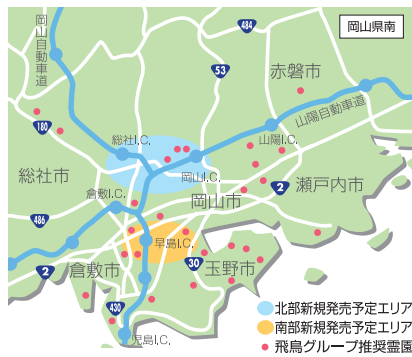 岡山県南
岡山自動車道
484
53
赤磐市
180
総社I.C.
山陽I.C.
山陽自動車道
総社市
岡山I.C.
倉敷I.C.
2
瀬戸内市
岡山市
486
早島I.C.
2
倉敷市
30
玉野市
430
児島I.C.
北部新規発売予定エリア
南部新規発売予定エリア
飛鳥グループ推奨霊園